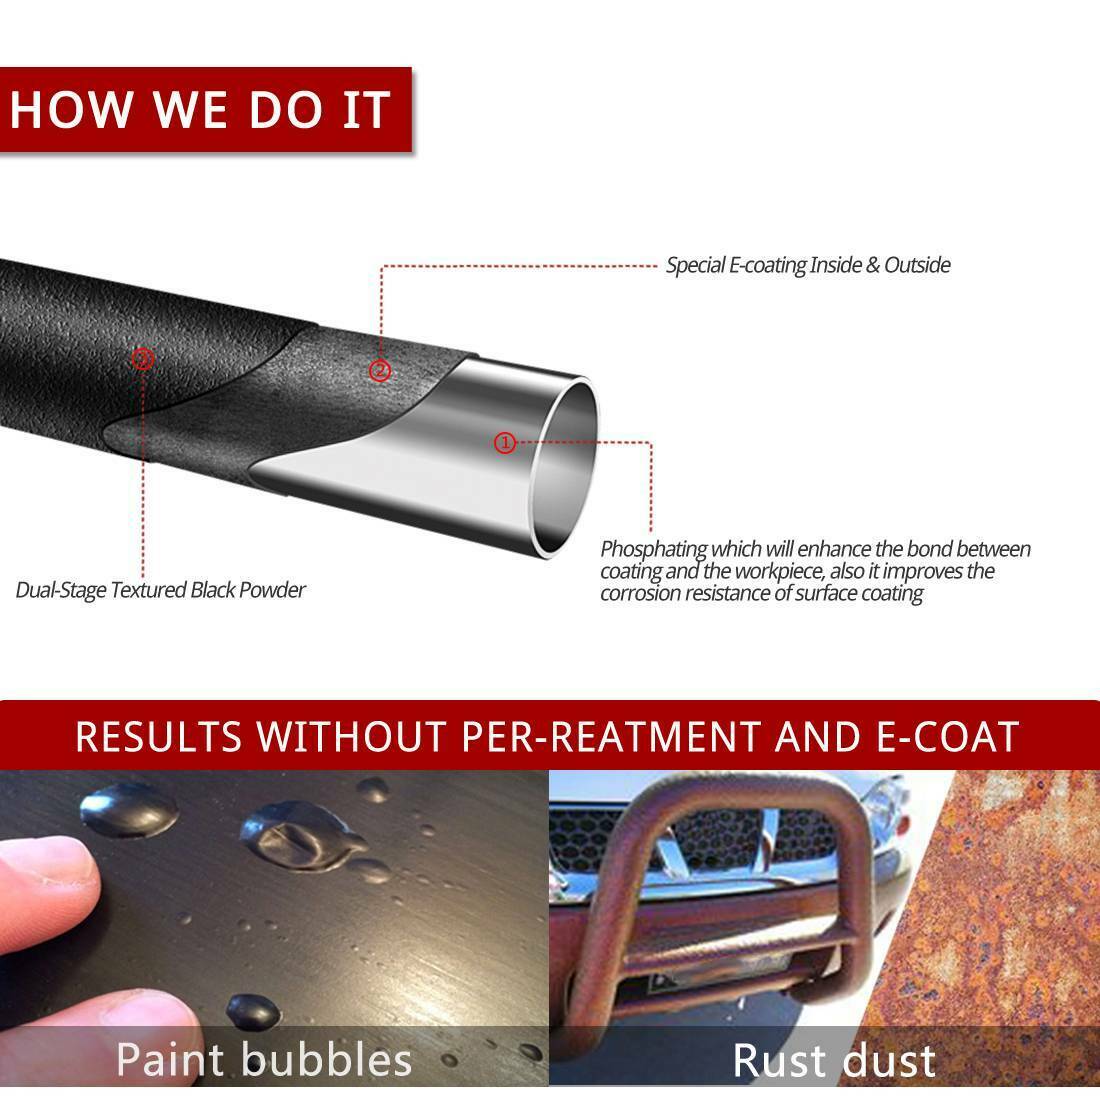 HOW WE DO IT
Special E-coating Inside & Outside
③
②
①
Phosphating which will enhance the bond between
coating and the workpiece, also it improves the
corrosion resistance of surface coating
Dual-Stage Textured Black Powder
RESULTS WITHOUT PER-REATMENT AND E-COAT
Paint bubbles
Rust dust